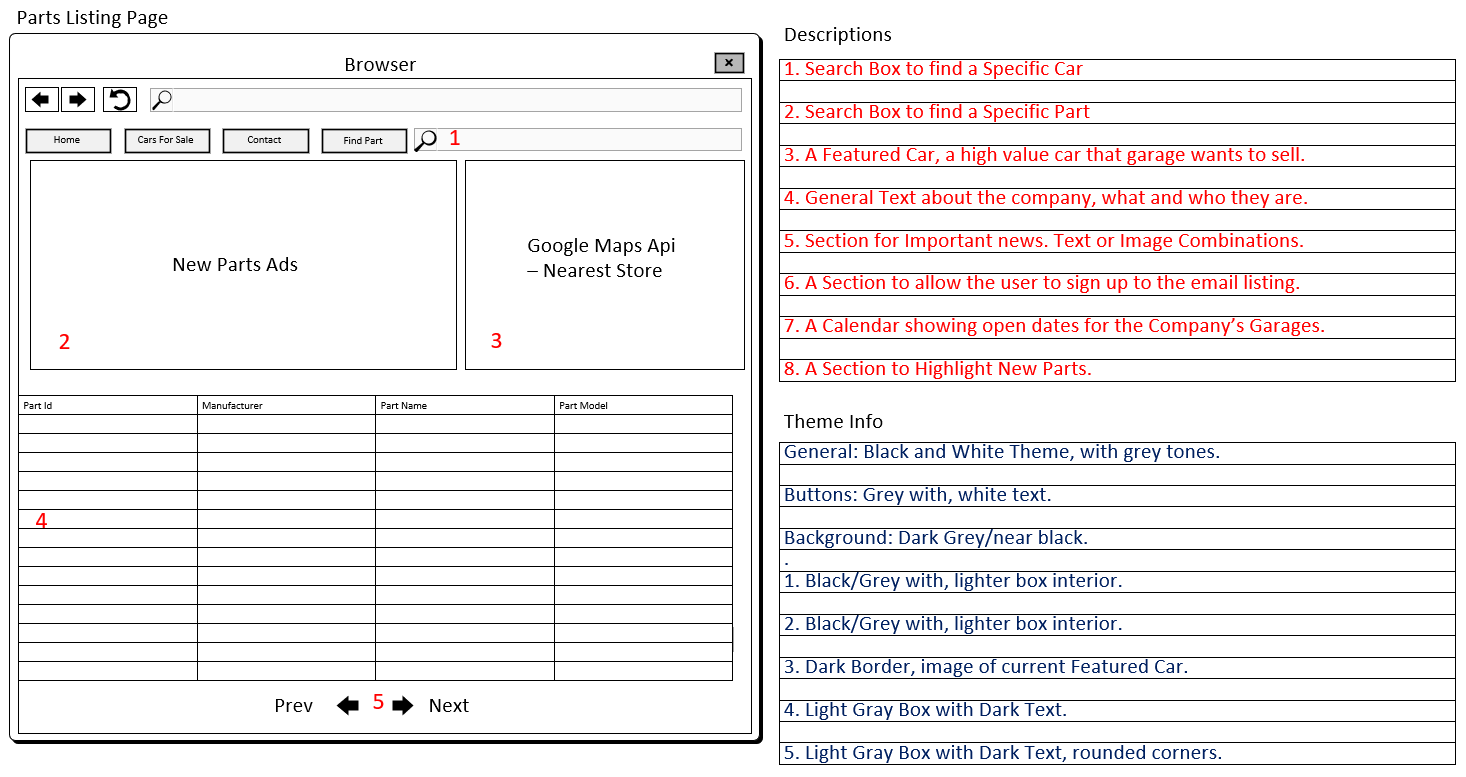 Parts Listing Page
Browser
×
Home
Cars For Sale
Contact
Find Part
1
New Parts Ads
2
Google Maps Api
– Nearest Store
3
Part Id
Manufacturer
Part Name
Part Model
4
Prev
5
Next
Descriptions
1. Search Box to find a Specific Car
2. Search Box to find a Specific Part
3. A Featured Car, a high value car that garage wants to sell.
4. General Text about the company, what and who they are.
5. Section for Important news. Text or Image Combinations.
6. A Section to allow the user to sign up to the email listing.
7. A Calendar showing open dates for the Company’s Garages.
8. A Section to Highlight New Parts.
Theme Info
General: Black and White Theme, with grey tones.
Buttons: Grey with, white text.
Background: Dark Grey/near black.
.
1. Black/Grey with, lighter box interior.
2. Black/Grey with, lighter box interior.
3. Dark Border, image of current Featured Car.
4. Light Gray Box with Dark Text.
5. Light Gray Box with Dark Text, rounded corners.